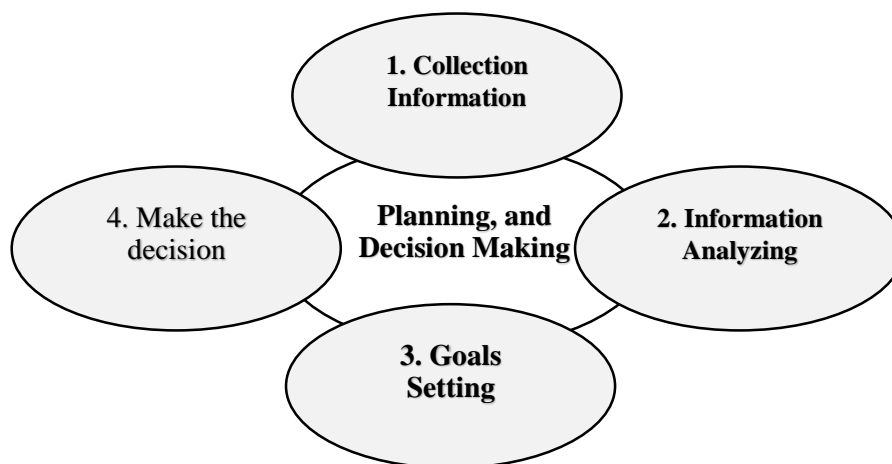 1. Collection
Information
4. Make the
decision
Planning, and
Decision Making
2. Information
Analyzing
3. Goals
Setting